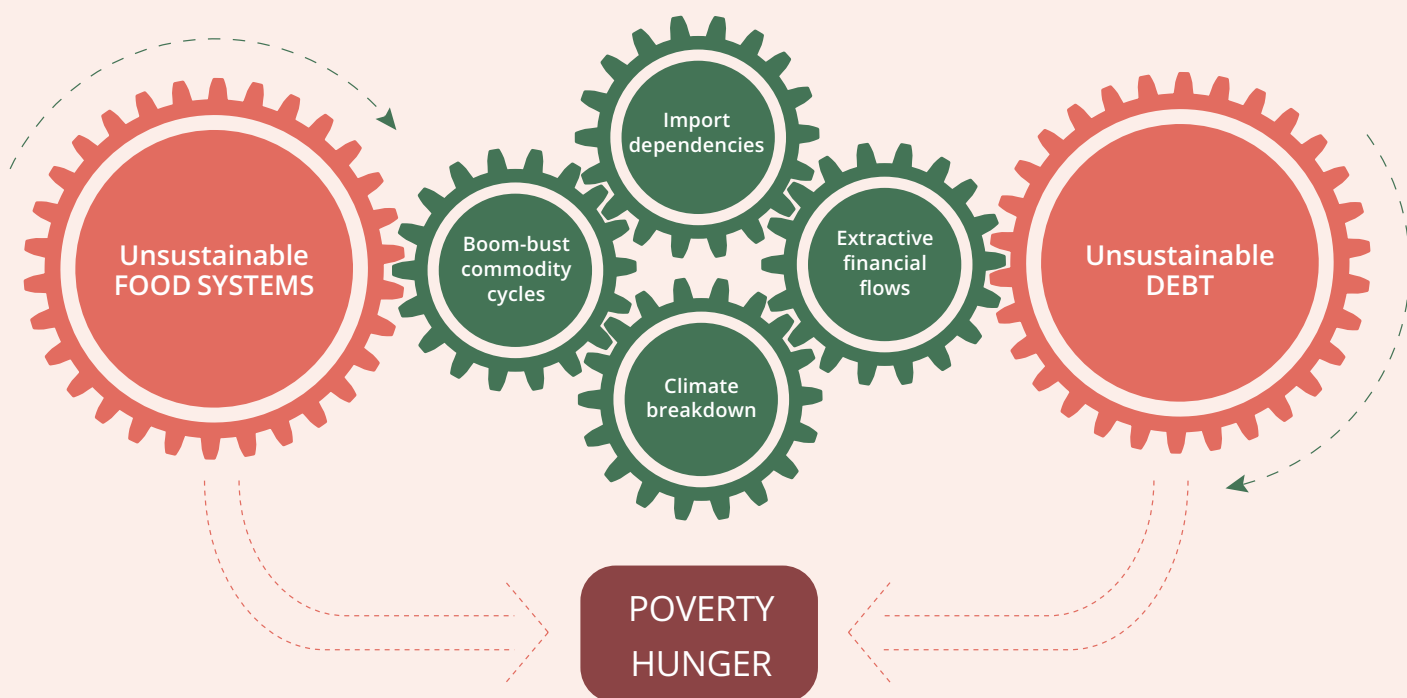 Import
dependencies
Unsustainable
FOOD SYSTEMS
Boom-bust
commodity
cycles
Extractive
financial
flows
Unsustainable
DEBT
Climate
breakdown
POVERTY
HUNGER